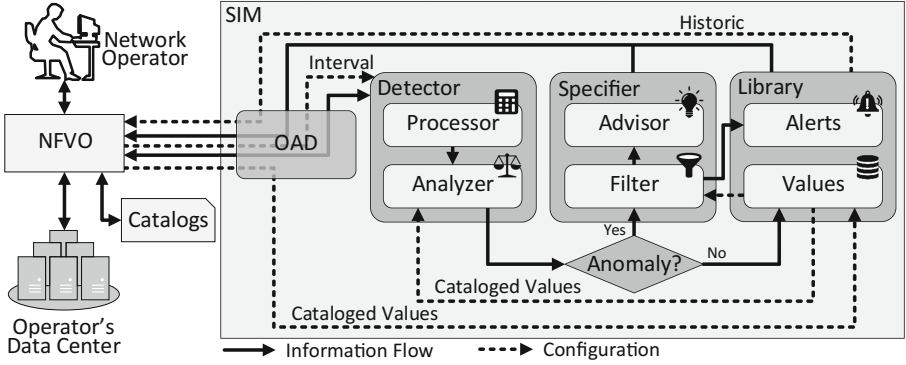 SIM
Historic
Network
Operator
Interval
Detector
Specifier
Library
Processor
Advisor
Alerts
NFVO
OAD
Analyzer
Filter
Values
Catalogs
Yes
Anomaly?
No
Cataloged Values
Cataloged Values
Operator's
Data Center
Information Flow
Configuration